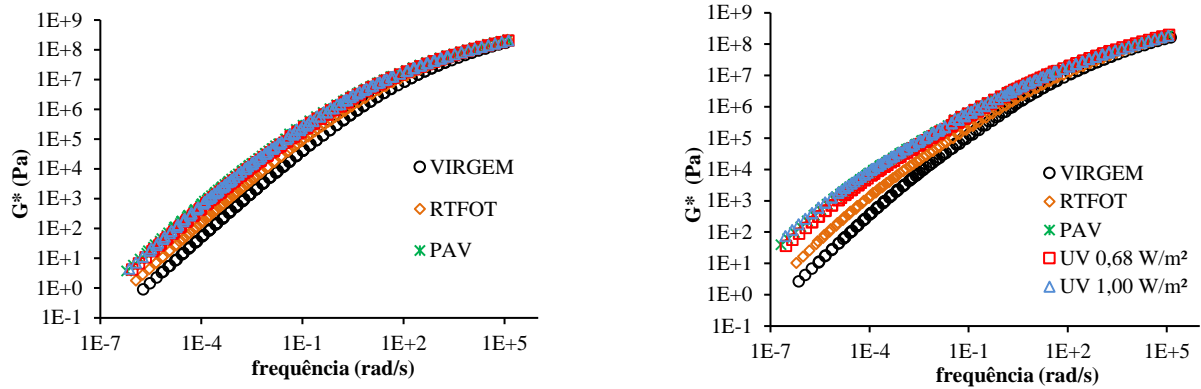 1E+9
1E+8
1E+7
1E+6
1E+5
1E+4
1E+3
1E+2
1E+1
1E+0
1E-1
G* (Pa)
1E-7
1E-4
1E-1
1E+2
1E+5
frequência (rad/s)
VIRGEM
RTFOT
PAV
1E+9
1E+8
1E+7
1E+6
1E+5
1E+4
1E+3
1E+2
1E+1
1E+0
1E-1
G* (Pa)
1E-7
1E-4
1E-1
1E+2
1E+5
frequência (rad/s)
VIRGEM
RTFOT
PAV
UV 0,68 W/m²
UV 1,00 W/m²